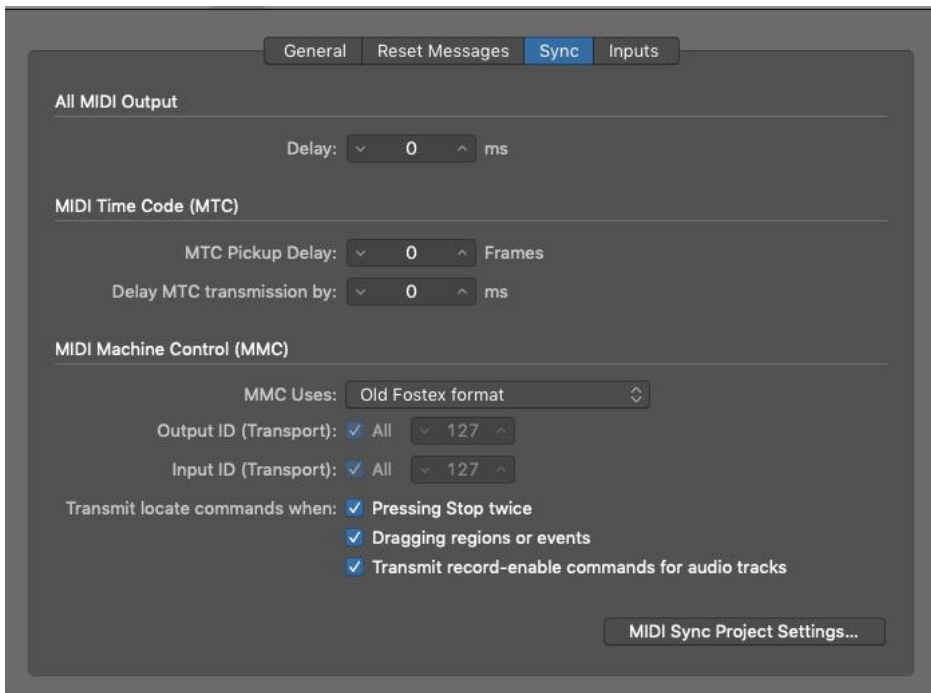 General Reset Messages Sync Inputs
All MIDI Output
Delay: 0 ms
MIDI Time Code (MTC)
MTC Pickup Delay: 0 Frames
Delay MTC transmission by: 0 ms
MIDI Machine Control (MMC)
MMC Uses: Old Fostex format
Output ID (Transport): All 127
Input ID (Transport): All 127
Transmit locate commands when: Pressing Stop twice
Dragging regions or events
Transmit record-enable commands for audio tracks
MIDI Sync Project Settings...